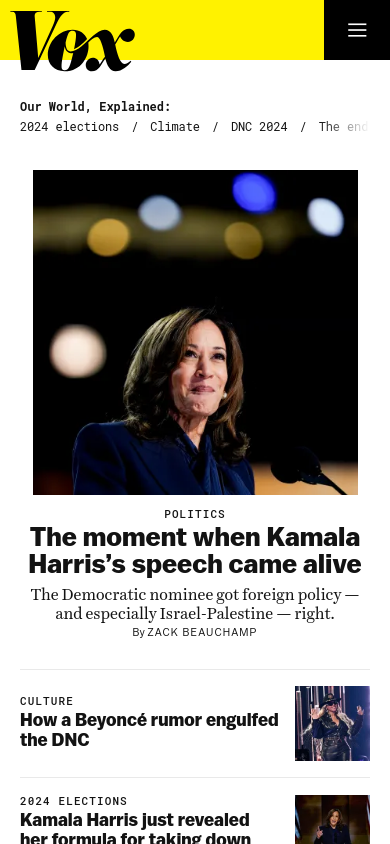 Vox
Our World, Explained:
2024 elections / Climate / DNC 2024 / The end
POLITICS
The moment when Kamala
Harris’s speech came alive
The Democratic nominee got foreign policy —
and especially Israel-Palestine — right.
By ZACK BEAUCHAMP
CULTURE
How a Beyoncé rumor engulfed
the DNC
2024 ELECTIONS
Kamala Harris just revealed
her formula for taking down